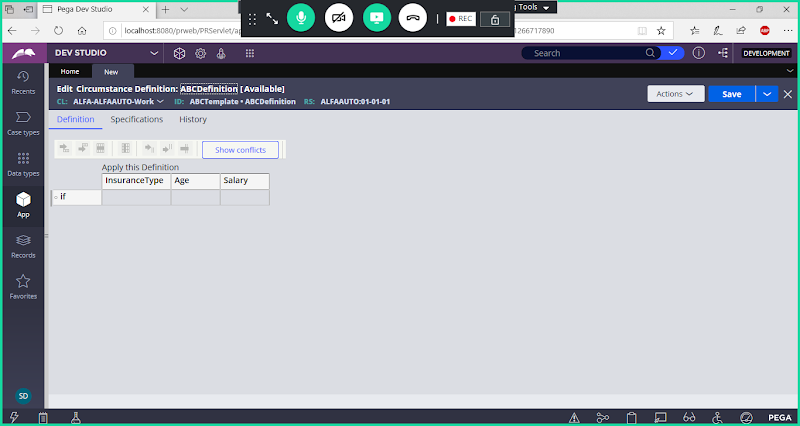 Pega Dev Studio
g Tools
REC
localhost:8080/prweb/PRServlet/ap
1266717890
ABP
DEV STUDIO
Search
DEVELOPMENT
Home
New
Recents
Case types
Data types
App
Records
Favorites
SD
Edit Circumstance Definition: ABCDefinition [Available]
CL: ALFA-ALFAAUTO-Work ID: ABCTemplate • ABCDefinition RS: ALFAAUTO:01-01-01
Actions
Save
Definition Specifications History
Show conflicts
Apply this Definition
InsuranceType Age Salary
if
PEGA